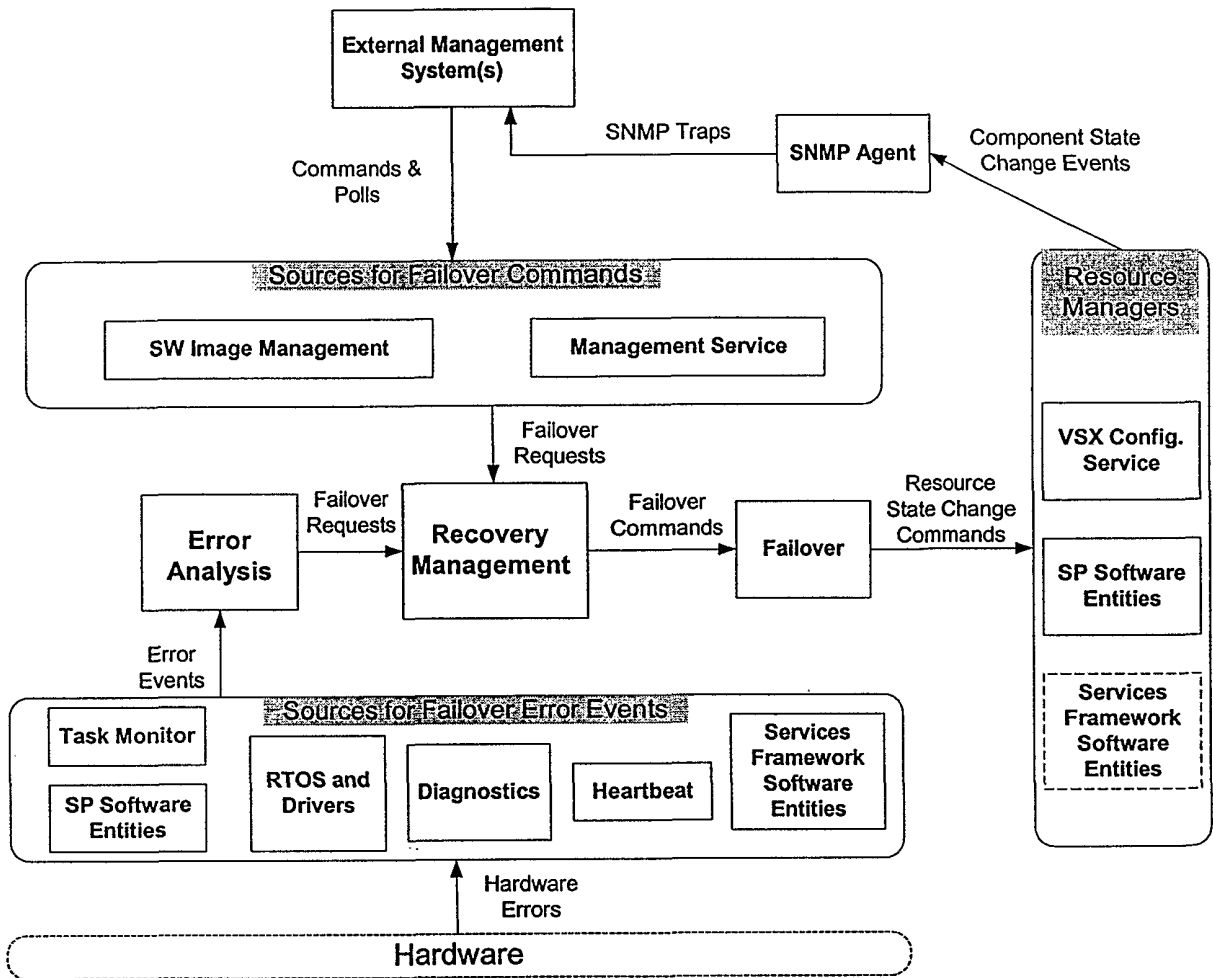 External Management
System(s)
SNMP Traps
SNMP Agent
Component State
Change Events
Commands &
Polls
Sources for Failover Commands
SW Image Management
Management Service
Resource
Managers
VSX Config.
Service
SP Software
Entities
Services
Framework
Software
Entities
Failover
Requests
Error
Analysis
Failover
Requests
Recovery
Management
Failover
Commands
Failover
Resource
State Change
Commands
Error
Events
Sources for Failover Error Events
Task Monitor
SP Software
Entities
RTOS and
Drivers
Diagnostics
Heartbeat
Services
Framework
Software
Entities
Hardware
Errors
Hardware